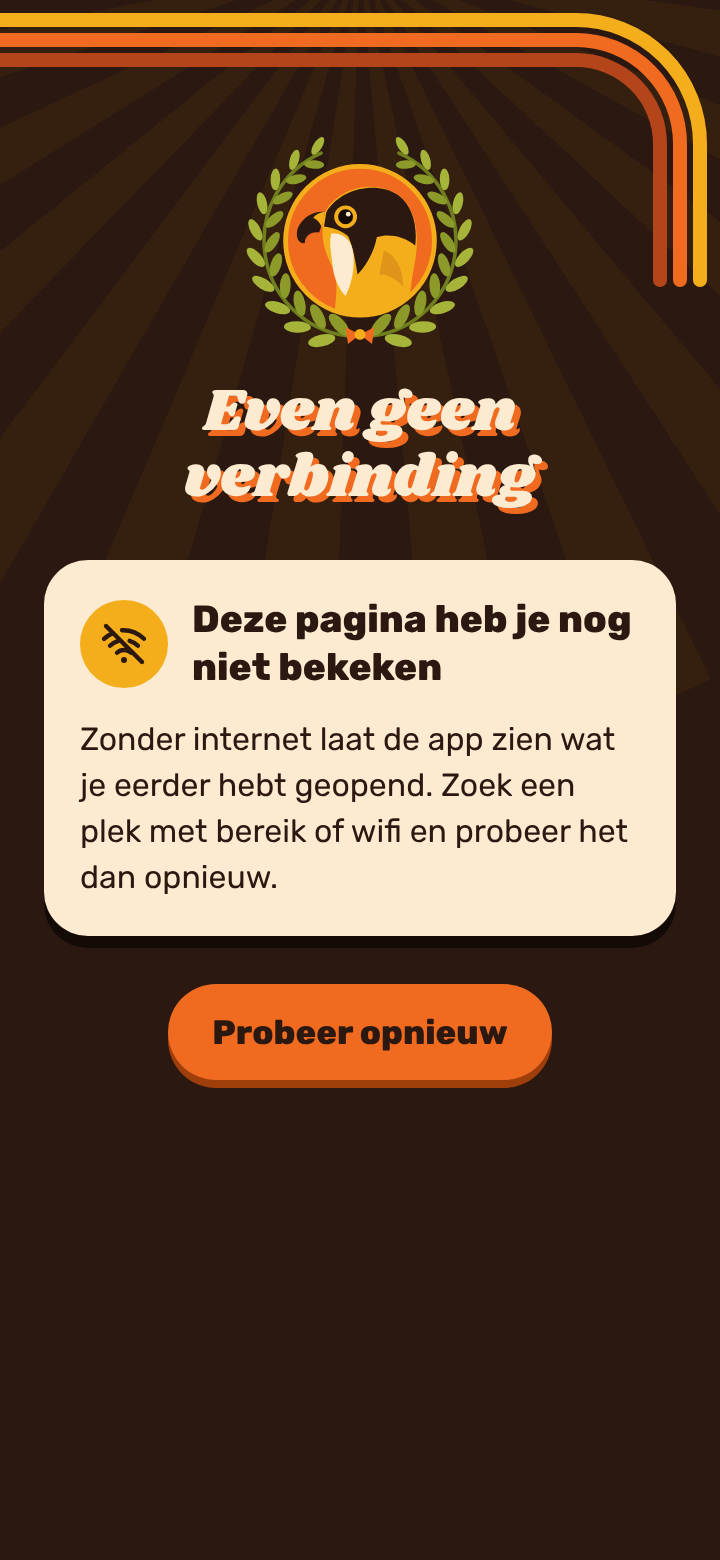 Even geen
verbinding
Deze pagina heb je nog
niet bekeken
Zonder internet laat de app zien wat
je eerder hebt geopend. Zoek een
plek met bereik of wifi en probeer het
dan opnieuw.
Probeer opnieuw